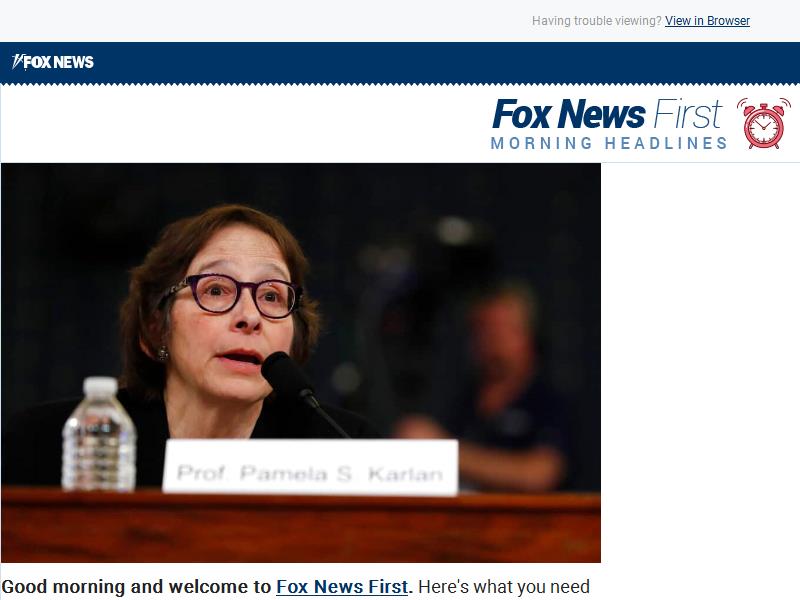 Having trouble viewing? View in Browser
FOX NEWS
Fox News First
MORNING HEADLINES
Prof. Pamela S. Karlan
Good morning and welcome to Fox News First. Here's what you need